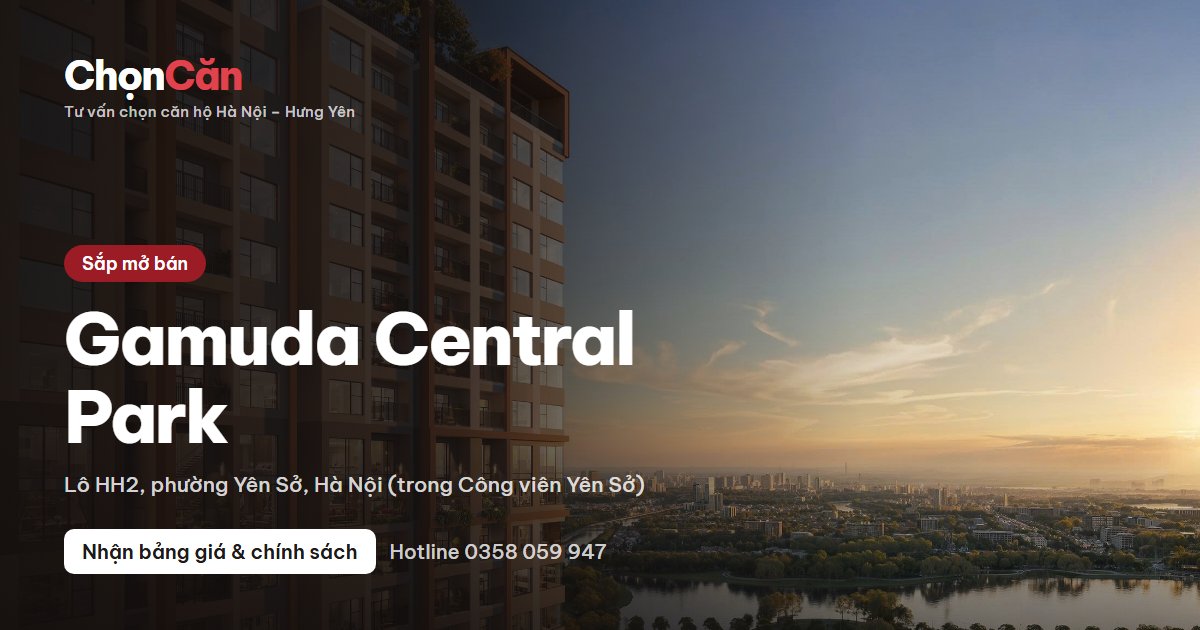 ChọnCăn
Tư vấn chọn căn hộ Hà Nội – Hưng Yên
Sắp mở bán
Gamuda Central
Park
Lô HH2, phường Yên Sở, Hà Nội (trong Công viên Yên Sở)
Nhận bảng giá & chính sách
Hotline 0358 059 947